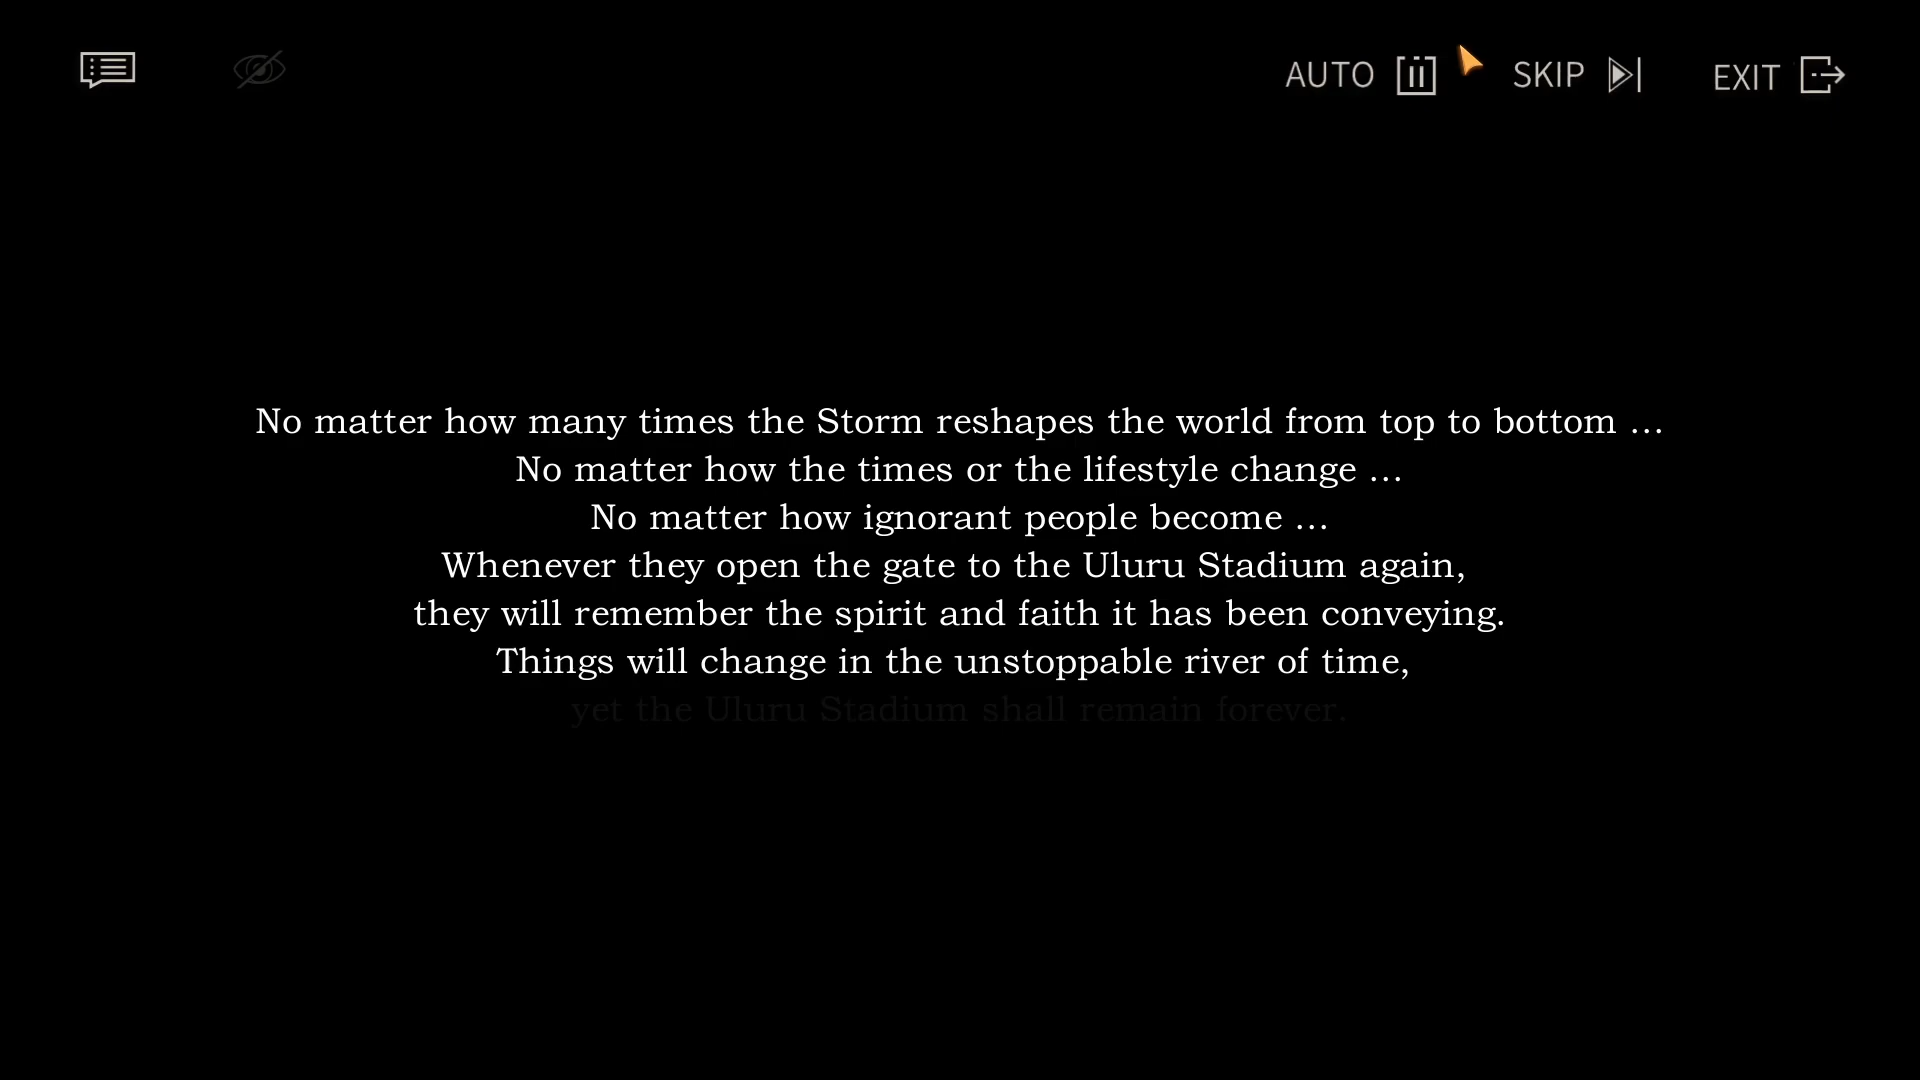 AUTO SKIP EXIT
No matter how many times the Storm reshapes the world from top to bottom ...
No matter how the times or the lifestyle change ...
No matter how ignorant people become ...
Whenever they open the gate to the Uluru Stadium again,
they will remember the spirit and faith it has been conveying.
Things will change in the unstoppable river of time,
yet the Uluru Stadium shall remain forever.